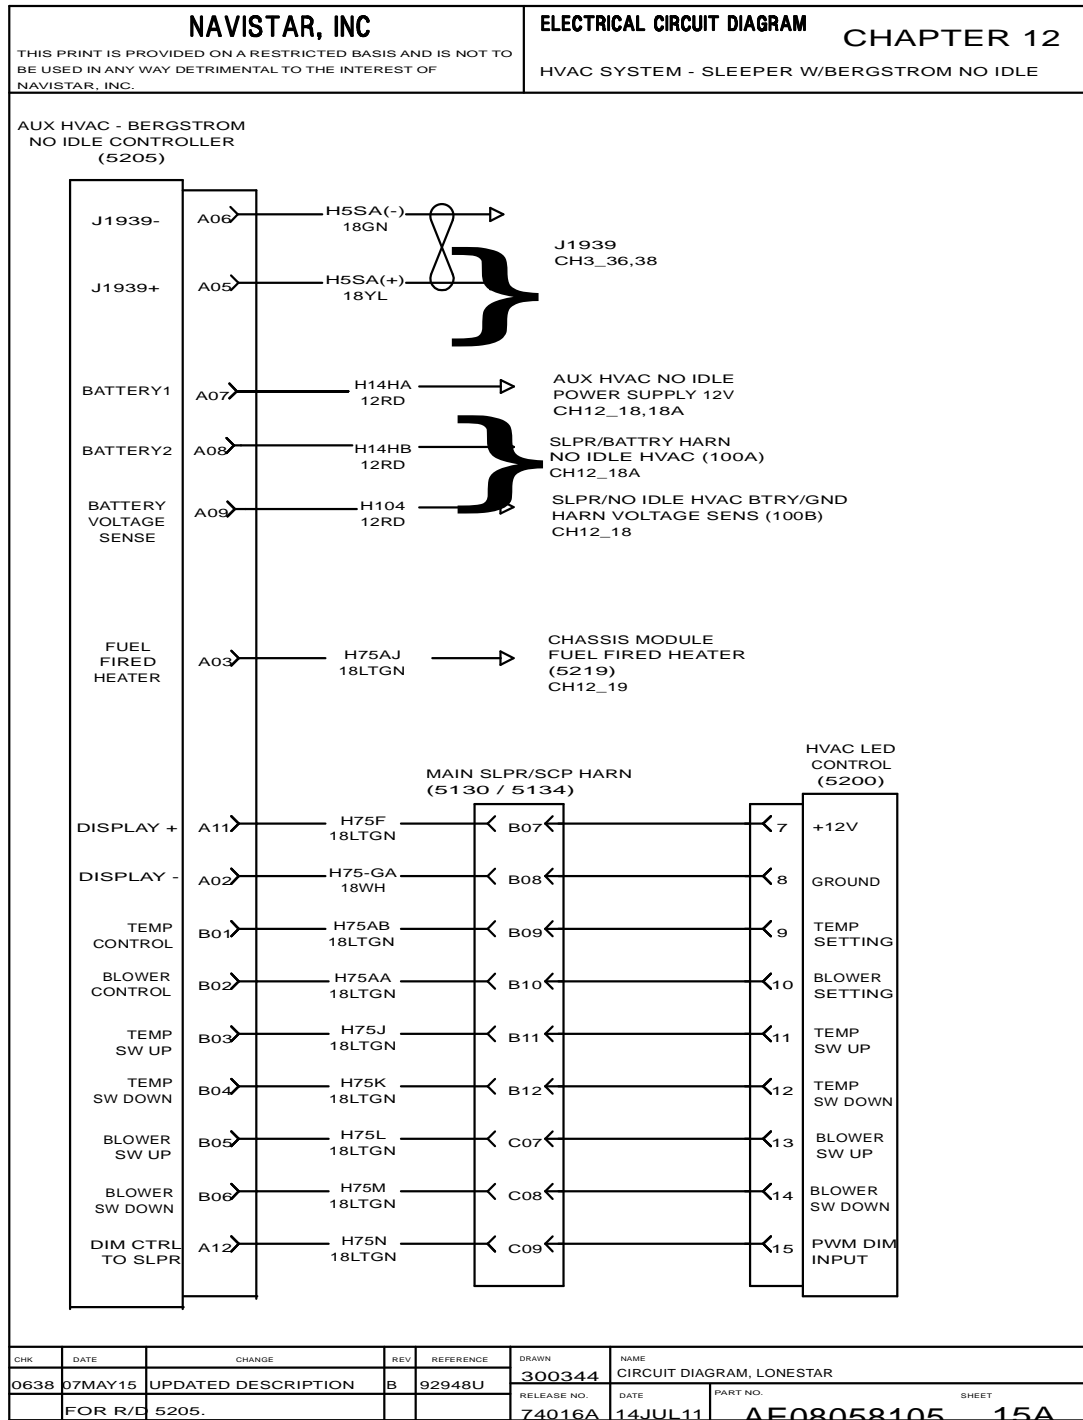 NAVISTAR, INC
THIS PRINT IS PROVIDED ON A RESTRICTED BASIS AND IS NOT TO
BE USED IN ANY WAY DETRIMENTAL TO THE INTEREST OF
NAVISTAR, INC.
ELECTRICAL CIRCUIT DIAGRAM
CHAPTER 12
HVAC SYSTEM - SLEEPER W/BERGSTROM NO IDLE
AUX HVAC - BERGSTROM
NO IDLE CONTROLLER
(5205)
J1939- A06 H5SA(-)
18GN
J1939
CH3_36,38
J1939+ A05 H5SA(+)
18YL
BATTERY1 A07 H14HA
12RD
AUX HVAC NO IDLE
POWER SUPPLY 12V
CH12_18,18A
BATTERY2 A08 H14HB
12RD
SLPR/BATTRY HARN
NO IDLE HVAC (100A)
CH12_18A
BATTERY
VOLTAGE
SENSE
A09 H104
12RD
SLPR/NO IDLE HVAC BTRY/GND
HARN VOLTAGE SENS (100B)
CH12_18
FUEL
FIRED
HEATER
A03 H75AJ
18LTGN
CHASSIS MODULE
FUEL FIRED HEATER
(5219)
CH12_19
MAIN SLPR/SCP HARN
(5130 / 5134)
HVAC LED
CONTROL
(5200)
DISPLAY + A11 H75F B07 7 +12V
18LTGN
DISPLAY - A02 H75-GA B08 8 GROUND
18WH
TEMP H75AB TEMP
CONTROL B01 18LTGN B09 9 SETTING
BLOWER H75AA BLOWER
CONTROL B02 18LTGN B10 10 SETTING
TEMP H75J TEMP
SW UP B03 18LTGN B11 11 SW UP
TEMP H75K TEMP
SW DOWN B04 18LTGN B12 12 SW DOWN
BLOWER H75L BLOWER
SW UP B05 18LTGN C07 13 SW UP
BLOWER H75M BLOWER
SW DOWN B06 18LTGN C08 14 SW DOWN
DIM CTRL H75N PWM DIM
TO SLPR A12 18LTGN C09 15 INPUT
CHK DATE CHANGE REV REFERENCE
0638 07MAY15 UPDATED DESCRIPTION B 92948U
FOR R/D 5205.
DRAWN
300344
NAME
CIRCUIT DIAGRAM, LONESTAR
RELEASE NO.
74016A
DATE
14JUL11
PART NO.
AE08058105
SHEET
15A